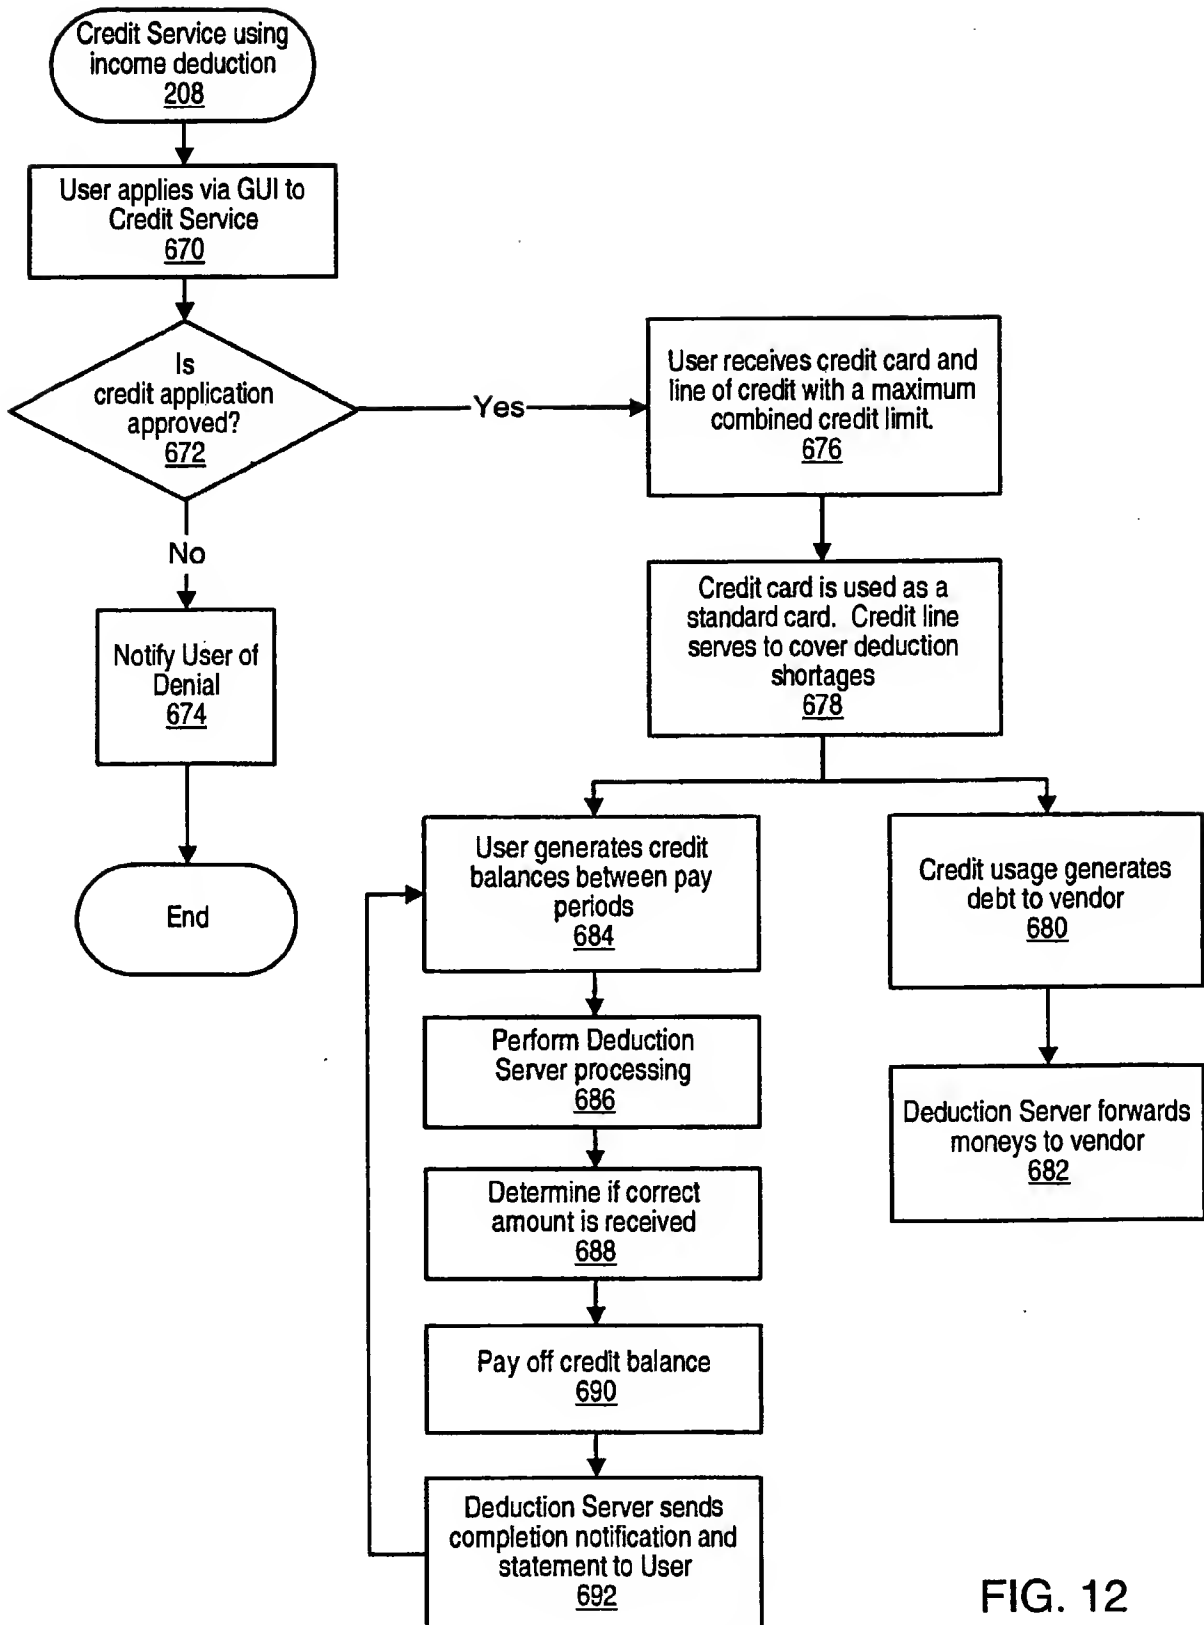 Credit Service using
income deduction
208
User applies via GUI to
Credit Service
670
Is
credit application
approved?
672
Yes
User receives credit card and
line of credit with a maximum
combined credit limit.
676
No
Credit card is used as a
standard card. Credit line
serves to cover deduction
shortages
678
Notify User of
Denial
674
End
User generates credit
balances between pay
periods
684
Credit usage generates
debt to vendor
680
Perform Deduction
Server processing
686
Deduction Server forwards
moneys to vendor
682
Determine if correct
amount is received
688
Pay off credit balance
690
Deduction Server sends
completion notification and
statement to User
692
FIG. 12